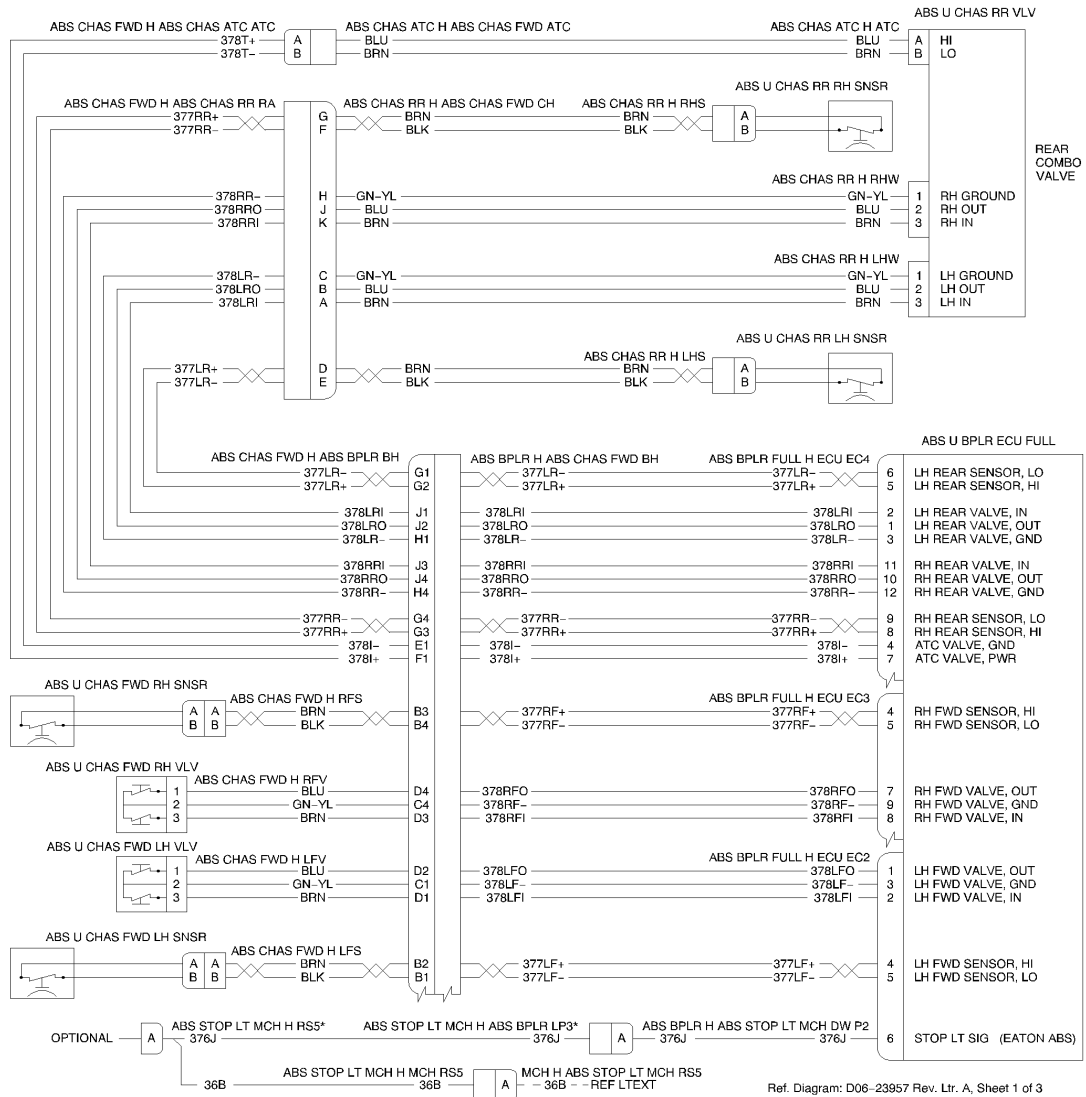 ABS U CHAS RR VLV
ABS CHAS FWD H ABS CHAS ATC ATC
ABS CHAS ATC H ABS CHAS FWD ATC
ABS CHAS ATC H ATC
378T+ A BLU BLU A HI
378T- B BRN BRN B LO
ABS U CHAS RR RH SNSR
ABS CHAS FWD H ABS CHAS RR RA
ABS CHAS RR H ABS CHAS FWD CH
ABS CHAS RR H RHS
377RR+ G BRN BRN A
377RR- F BLK BLK B
REAR
COMBO
VALVE
ABS CHAS RR H RHW
378RR- H GN-YL GN-YL 1 RH GROUND
378RRO J BLU BLU 2 RH OUT
378RRI K BRN BRN 3 RH IN
ABS CHAS RR H LHW
378LR- C GN-YL GN-YL 1 LH GROUND
378LRO B BLU BLU 2 LH OUT
378LRI A BRN BRN 3 LH IN
ABS U CHAS RR LH SNSR
ABS CHAS RR H LHS
377LR+ D BRN BRN A
377LR- E BLK BLK B
ABS U BPLR ECU FULL
ABS CHAS FWD H ABS BPLR BH
ABS BPLR H ABS CHAS FWD BH
ABS BPLR FULL H ECU EC4
377LR- G1 377LR- 377LR- 6 LH REAR SENSOR, LO
377LR+ G2 377LR+ 377LR+ 5 LH REAR SENSOR, HI
378LRI J1 378LRI 378LRI 2 LH REAR VALVE, IN
378LRO J2 378LRO 378LRO 1 LH REAR VALVE, OUT
378LR- H1 378LR- 378LR- 3 LH REAR VALVE, GND
378RRI J3 378RRI 378RRI 11 RH REAR VALVE, IN
378RRO J4 378RRO 378RRO 10 RH REAR VALVE, OUT
378RR- H4 378RR- 378RR- 12 RH REAR VALVE, GND
377RR- G4 377RR- 377RR- 9 RH REAR SENSOR, LO
377RR+ G3 377RR+ 377RR+ 8 RH REAR SENSOR, HI
378I- E1 378I- 378I- 4 ATC VALVE, GND
378I+ F1 378I+ 378I+ 7 ATC VALVE, PWR
ABS U CHAS FWD RH SNSR
ABS CHAS FWD H RFS
ABS BPLR FULL H ECU EC3
A A BRN B3 377RF+ 377RF+ 4 RH FWD SENSOR, HI
B B BLK B4 377RF- 377RF- 5 RH FWD SENSOR, LO
ABS U CHAS FWD RH VLV
ABS CHAS FWD H RFV
1 BLU D4 378RFO 378RFO 7 RH FWD VALVE, OUT
2 GN-YL C4 378RF- 378RF- 9 RH FWD VALVE, GND
3 BRN D3 378RFI 378RFI 8 RH FWD VALVE, IN
ABS U CHAS FWD LH VLV
ABS CHAS FWD H LFV
ABS BPLR FULL H ECU EC2
1 BLU D2 378LFO 378LFO 1 LH FWD VALVE, OUT
2 GN-YL C1 378LF- 378LF- 3 LH FWD VALVE, GND
3 BRN D1 378LFI 378LFI 2 LH FWD VALVE, IN
ABS U CHAS FWD LH SNSR
ABS CHAS FWD H LFS
A A BRN B2 377LF+ 377LF+ 4 LH FWD SENSOR, HI
B B BLK B1 377LF- 377LF- 5 LH FWD SENSOR, LO
ABS STOP LT MCH H RS5*
ABS STOP LT MCH H ABS BPLR LP3*
ABS BPLR H ABS STOP LT MCH DW P2
OPTIONAL A 376J 376J A 376J 376J 6 STOP LT SIG (EATON ABS)
ABS STOP LT MCH H MCH RS5
MCH H ABS STOP LT MCH RS5
36B 36B A 36B REF LTEXT
Ref. Diagram: D06-23957 Rev. Ltr. A, Sheet 1 of 3